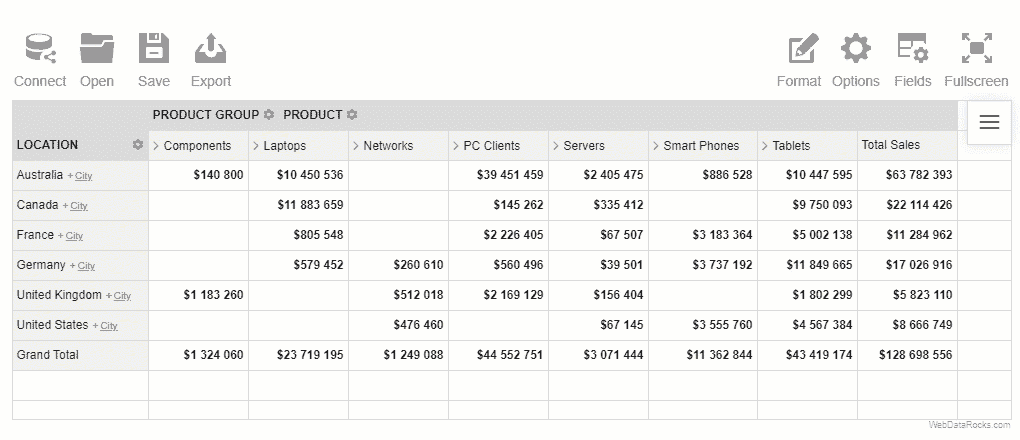 Connect Open Save Export Format Options Fields Fullscreen
PRODUCT GROUP PRODUCT
LOCATION Components Laptops Networks PC Clients Servers Smart Phones Tablets Total Sales
Australia +City $140 800 $10 450 536 $39 451 459 $2 405 475 $886 528 $10 447 595 $63 782 393
Canada +City $11 883 659 $145 262 $335 412 $9 750 093 $22 114 426
France +City $805 548 $2 226 405 $67 507 $3 183 364 $5 002 138 $11 284 962
Germany +City $579 452 $260 610 $560 496 $39 501 $3 737 192 $11 849 665 $17 026 916
United Kingdom +City $1 183 260 $512 018 $2 169 129 $156 404 $1 802 299 $5 823 110
United States +City $476 460 $67 145 $3 555 760 $4 567 384 $8 666 749
Grand Total $1 324 060 $23 719 195 $1 249 088 $44 552 751 $3 071 444 $11 362 844 $43 419 174 $128 698 556
WebDataRocks.com